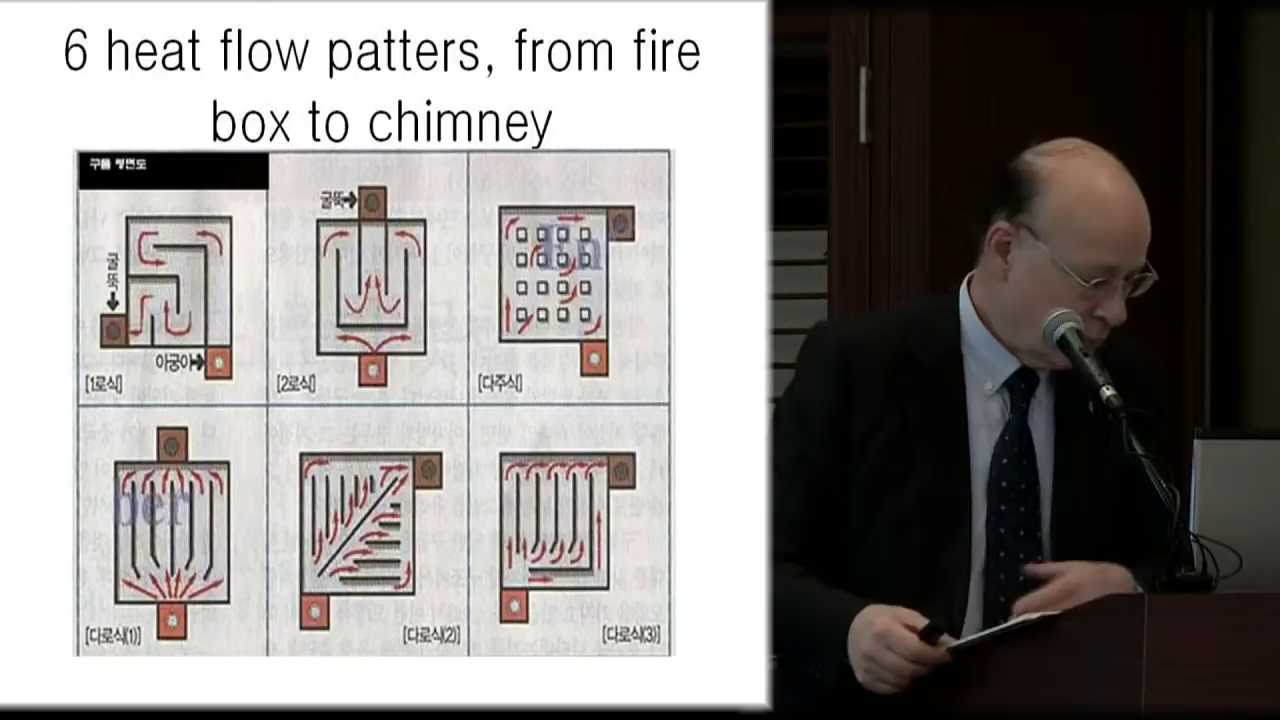 6 heat flow patters, from fire
box to chimney
구들 평면도
굴뚝
굴뚝
아궁이
[1로식]
[2로식]
[다주식]
[다로식(1)]
[다로식(2)]
[다로식(3)]